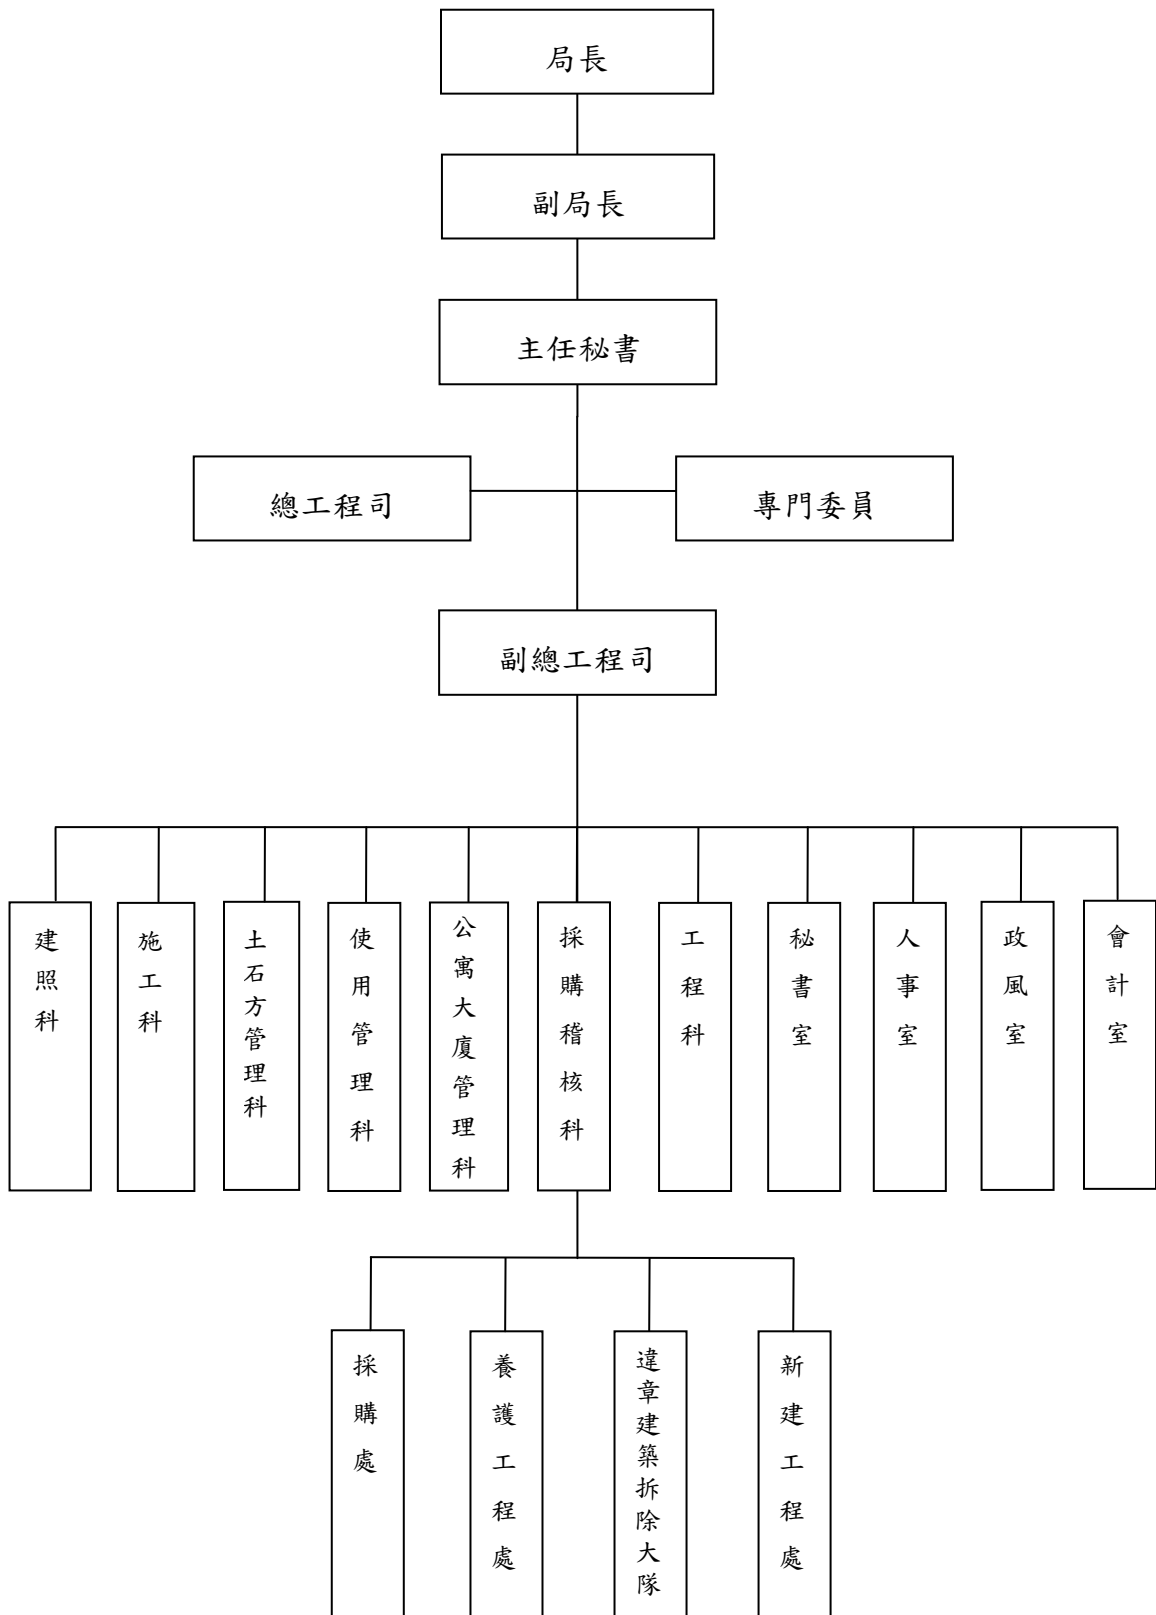 局長
副局長
主任秘書
總工程司
專門委員
副總工程司
建照科
施工科
土石方管理科
使用管理科
公寓大廈管理科
採購稽核科
工程科
秘書室
人事室
政風室
會計室
採購處
養護工程處
違章建築拆除大隊
新建工程處